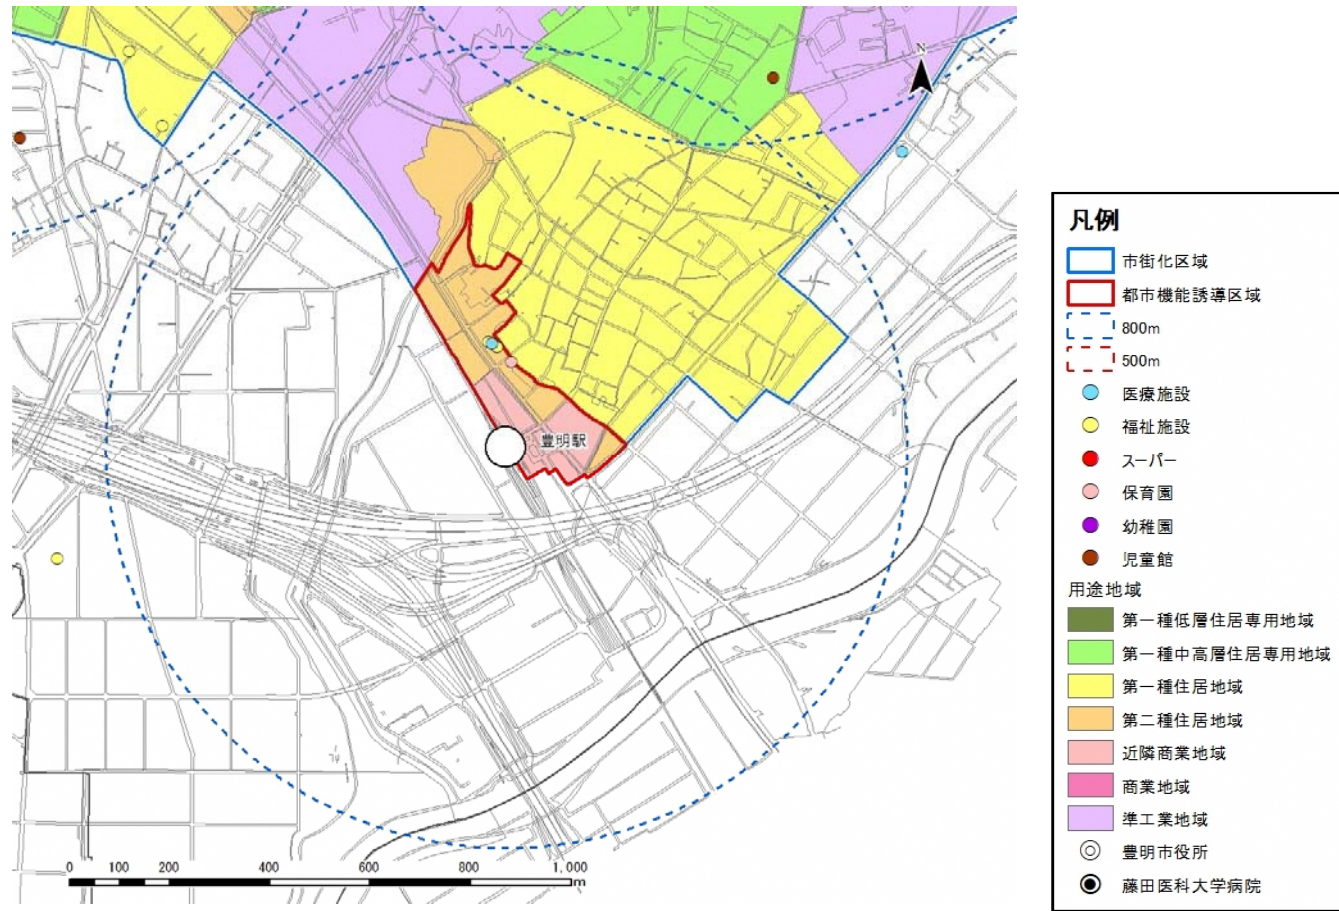 N
豊明駅
0 100 200 400 600 800 1,000
m
凡例
市街化区域
都市機能誘導区域
800m
500m
医療施設
福祉施設
スーパー
保育園
幼稚園
児童館
用途地域
第一種低層住居専用地域
第一種中高層住居専用地域
第一種住居地域
第二種住居地域
近隣商業地域
商業地域
準工業地域
豊明市役所
藤田医科大学病院